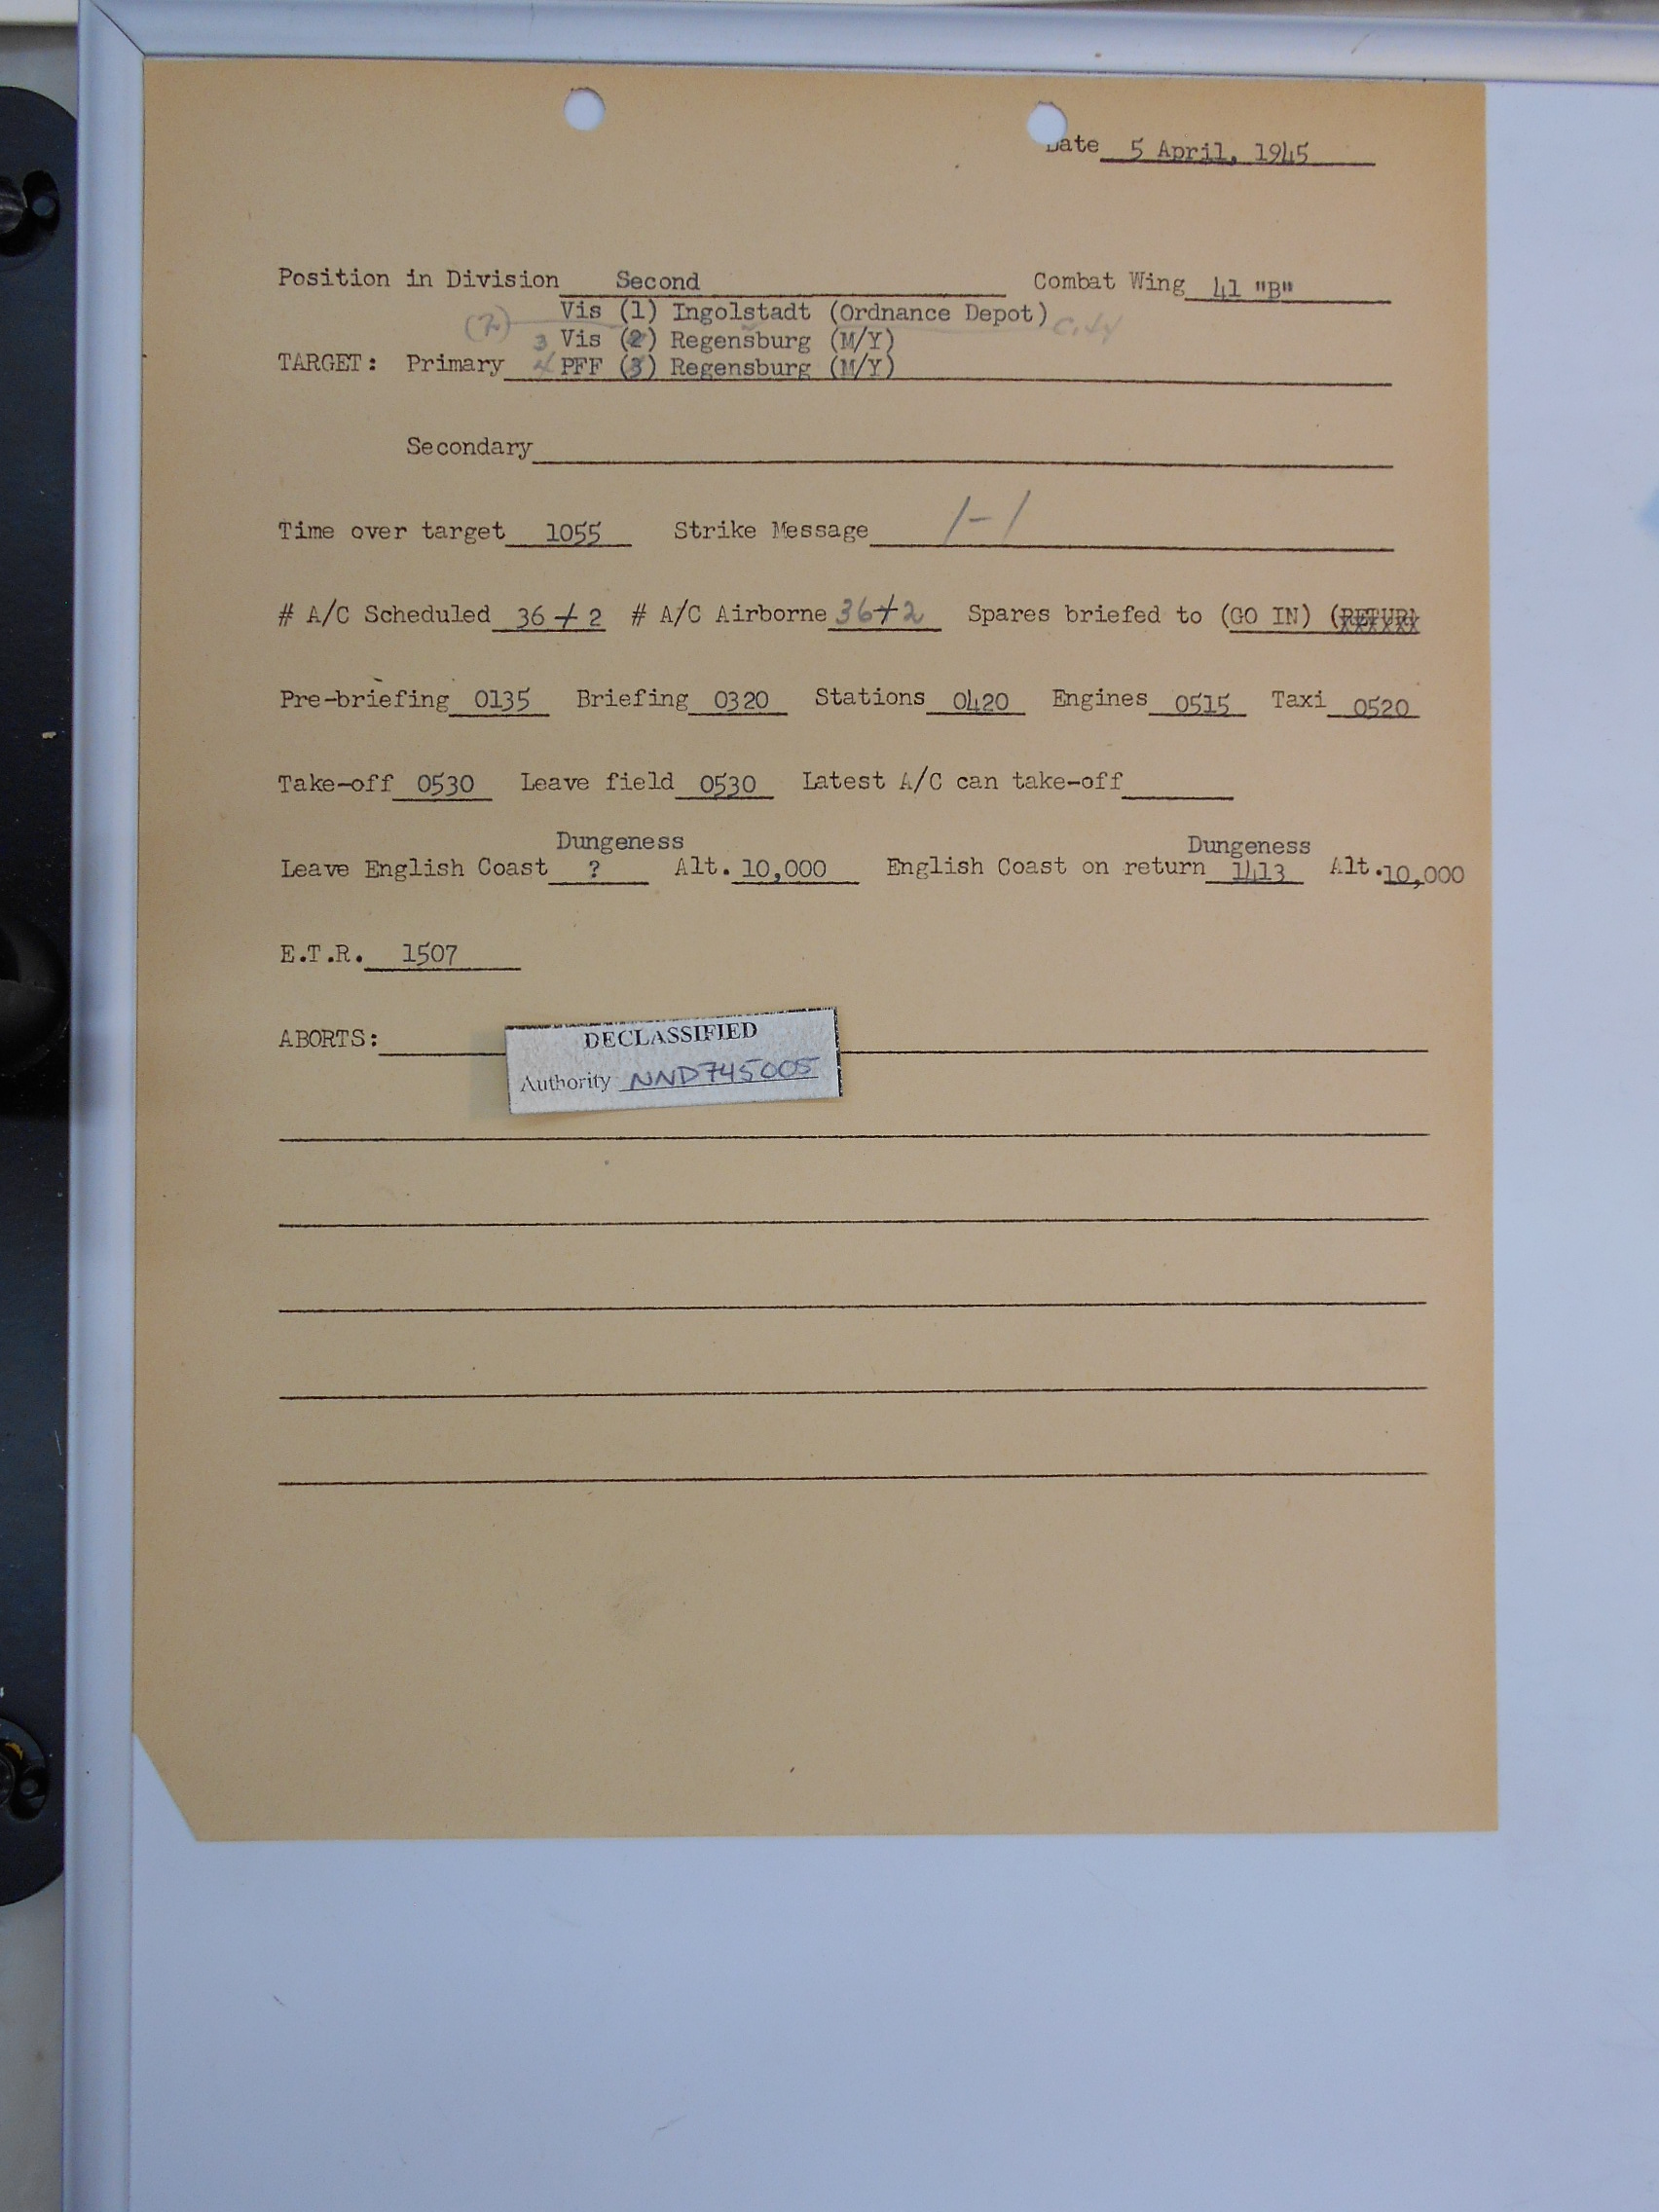 Date 5 April, 1945
Position in Division Second Combat Wing 41 "B"
(2) Vis (1) Ingolstadt (Ordnance Depot) City
3 Vis (2) Regensburg (M/Y)
TARGET: Primary 4 PFF (3) Regensburg (M/Y)
Secondary
Time over target 1055 Strike Message 1-1
# A/C Scheduled 36 + 2 # A/C Airborne 36+2 Spares briefed to (GO IN) (RETURN
Pre-briefing 0135 Briefing 0320 Stations 0420 Engines 0515 Taxi 0520
Take-off 0530 Leave field 0530 Latest A/C can take-off
Dungeness Dungeness
Leave English Coast ? Alt. 10,000 English Coast on return 1413 Alt. 10,000
E.T.R. 1507
ABORTS:
DECLASSIFIED
Authority NND745005